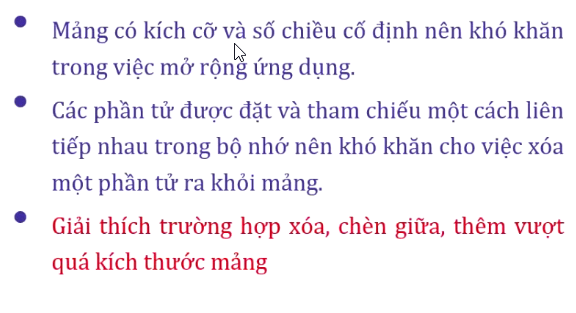 Mảng có kích cỡ và số chiều cố định nên khó khăn
trong việc mở rộng ứng dụng.
Các phần tử được đặt và tham chiếu một cách liên
tiếp nhau trong bộ nhớ nên khó khăn cho việc xóa
một phần tử ra khỏi mảng.
Giải thích trường hợp xóa, chèn giữa, thêm vượt
quá kích thước mảng